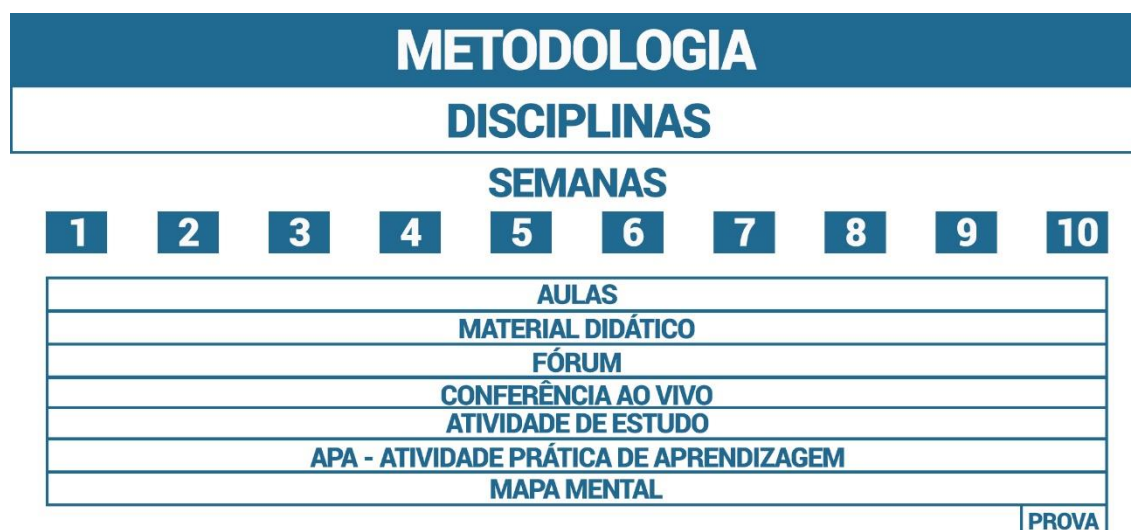 METODOLOGIA
DISCIPLINAS
SEMANAS
1 2 3 4 5 6 7 8 9 10
AULAS
MATERIAL DIDÁTICO
FÓRUM
CONFERÊNCIA AO VIVO
ATIVIDADE DE ESTUDO
APA - ATIVIDADE PRÁTICA DE APRENDIZAGEM
MAPA MENTAL
PROVA